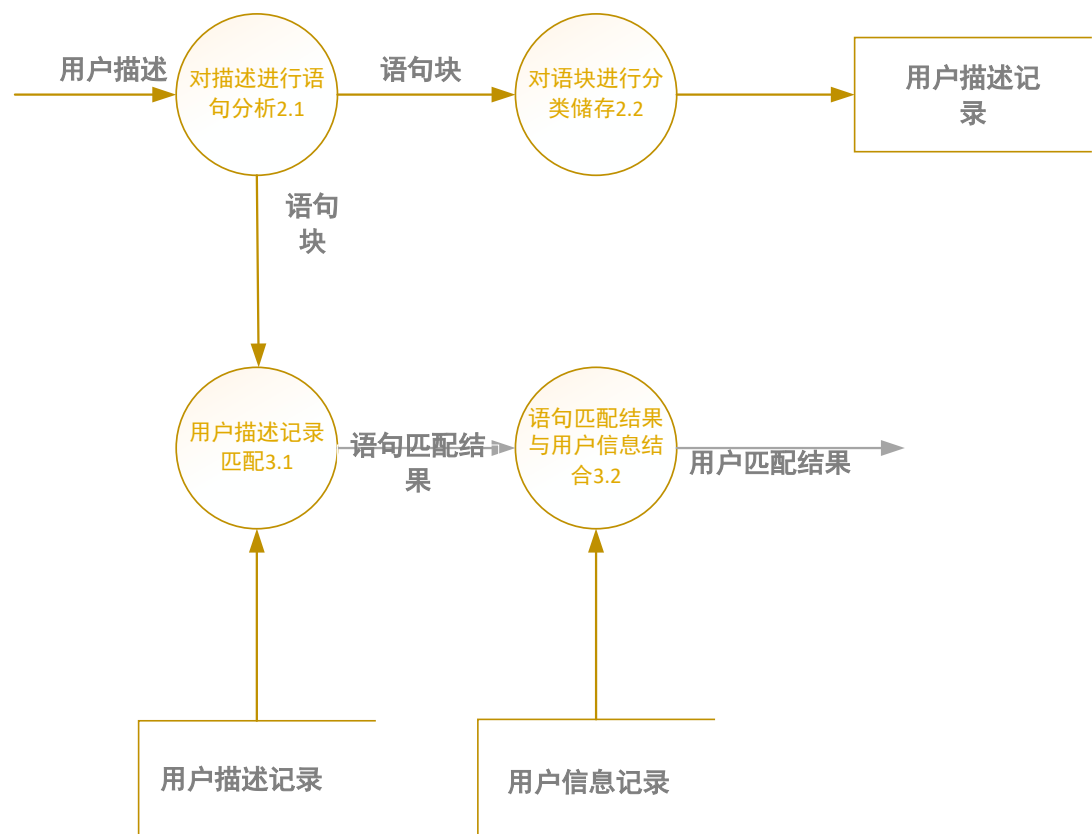 用户描述
对描述进行语
句分析2.1
语句块
对语块进行分
类储存2.2
用户描述记
录
语句
块
用户描述记录
匹配3.1
语句匹配结
果
语句匹配结果
与用户信息结
合3.2
用户匹配结果
用户描述记录
用户信息记录